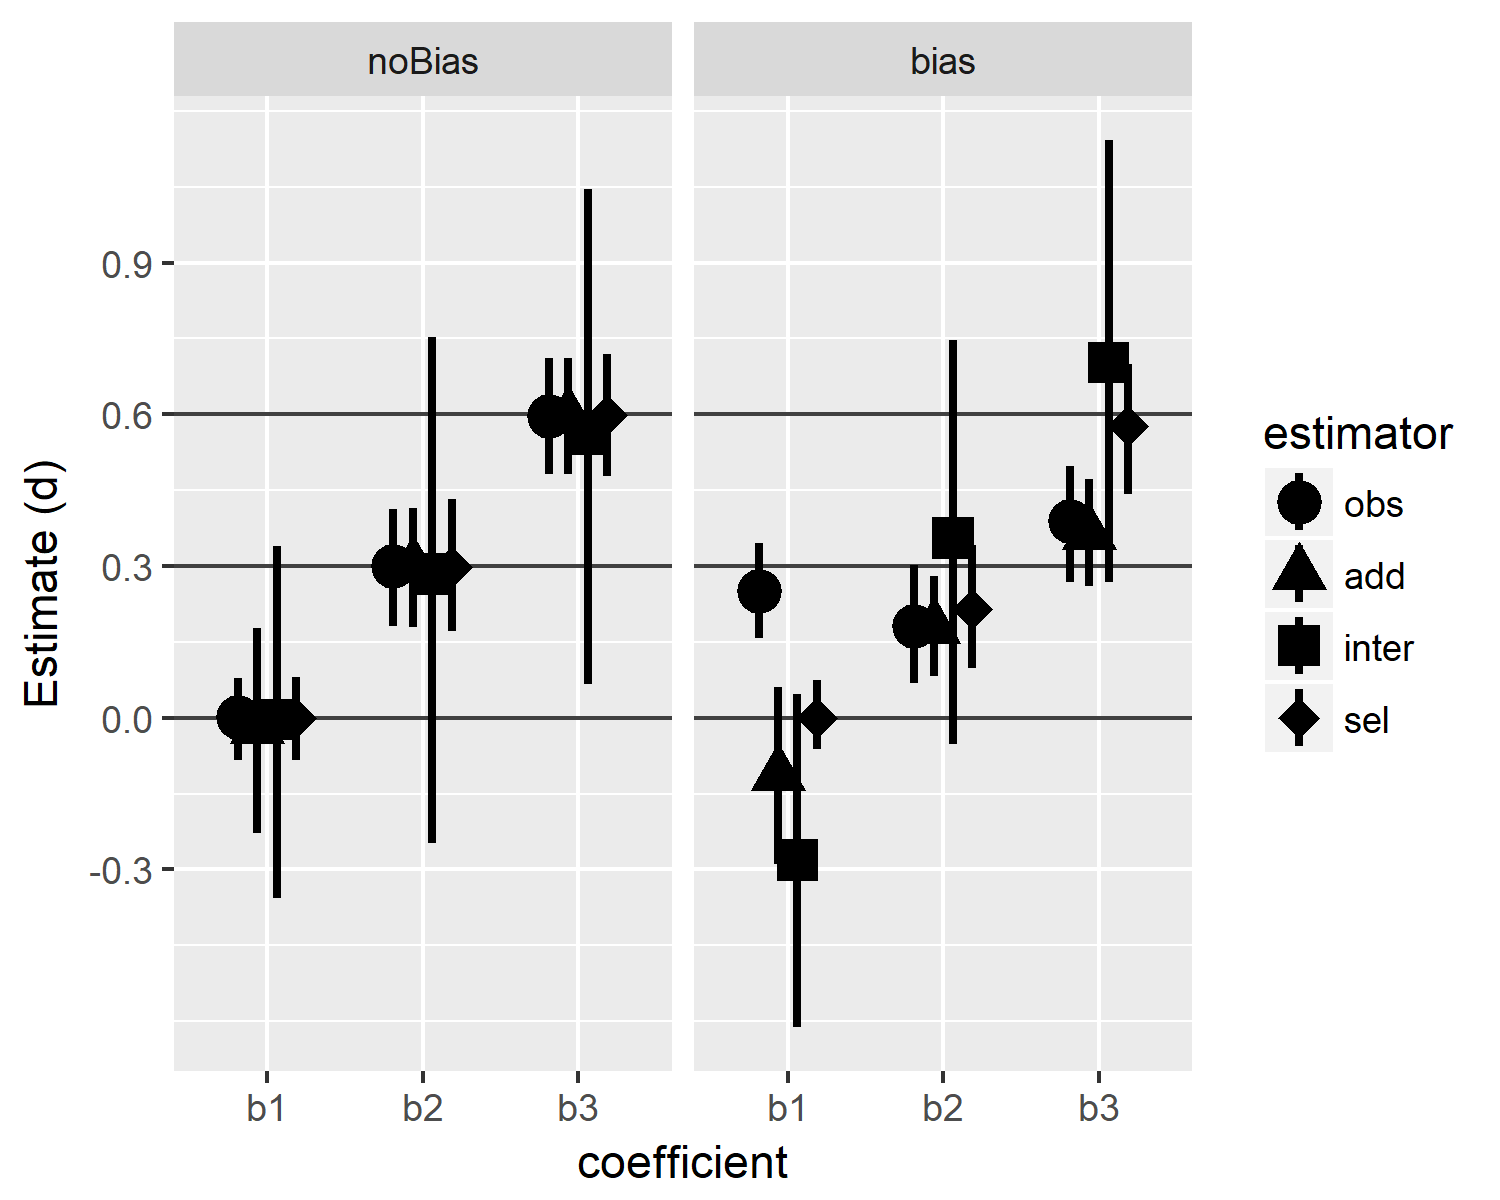 noBias
bias
Estimate (d)
0.9
0.6
0.3
0.0
-0.3
b1
b2
b3
b1
b2
b3
coefficient
estimator
obs
add
inter
sel